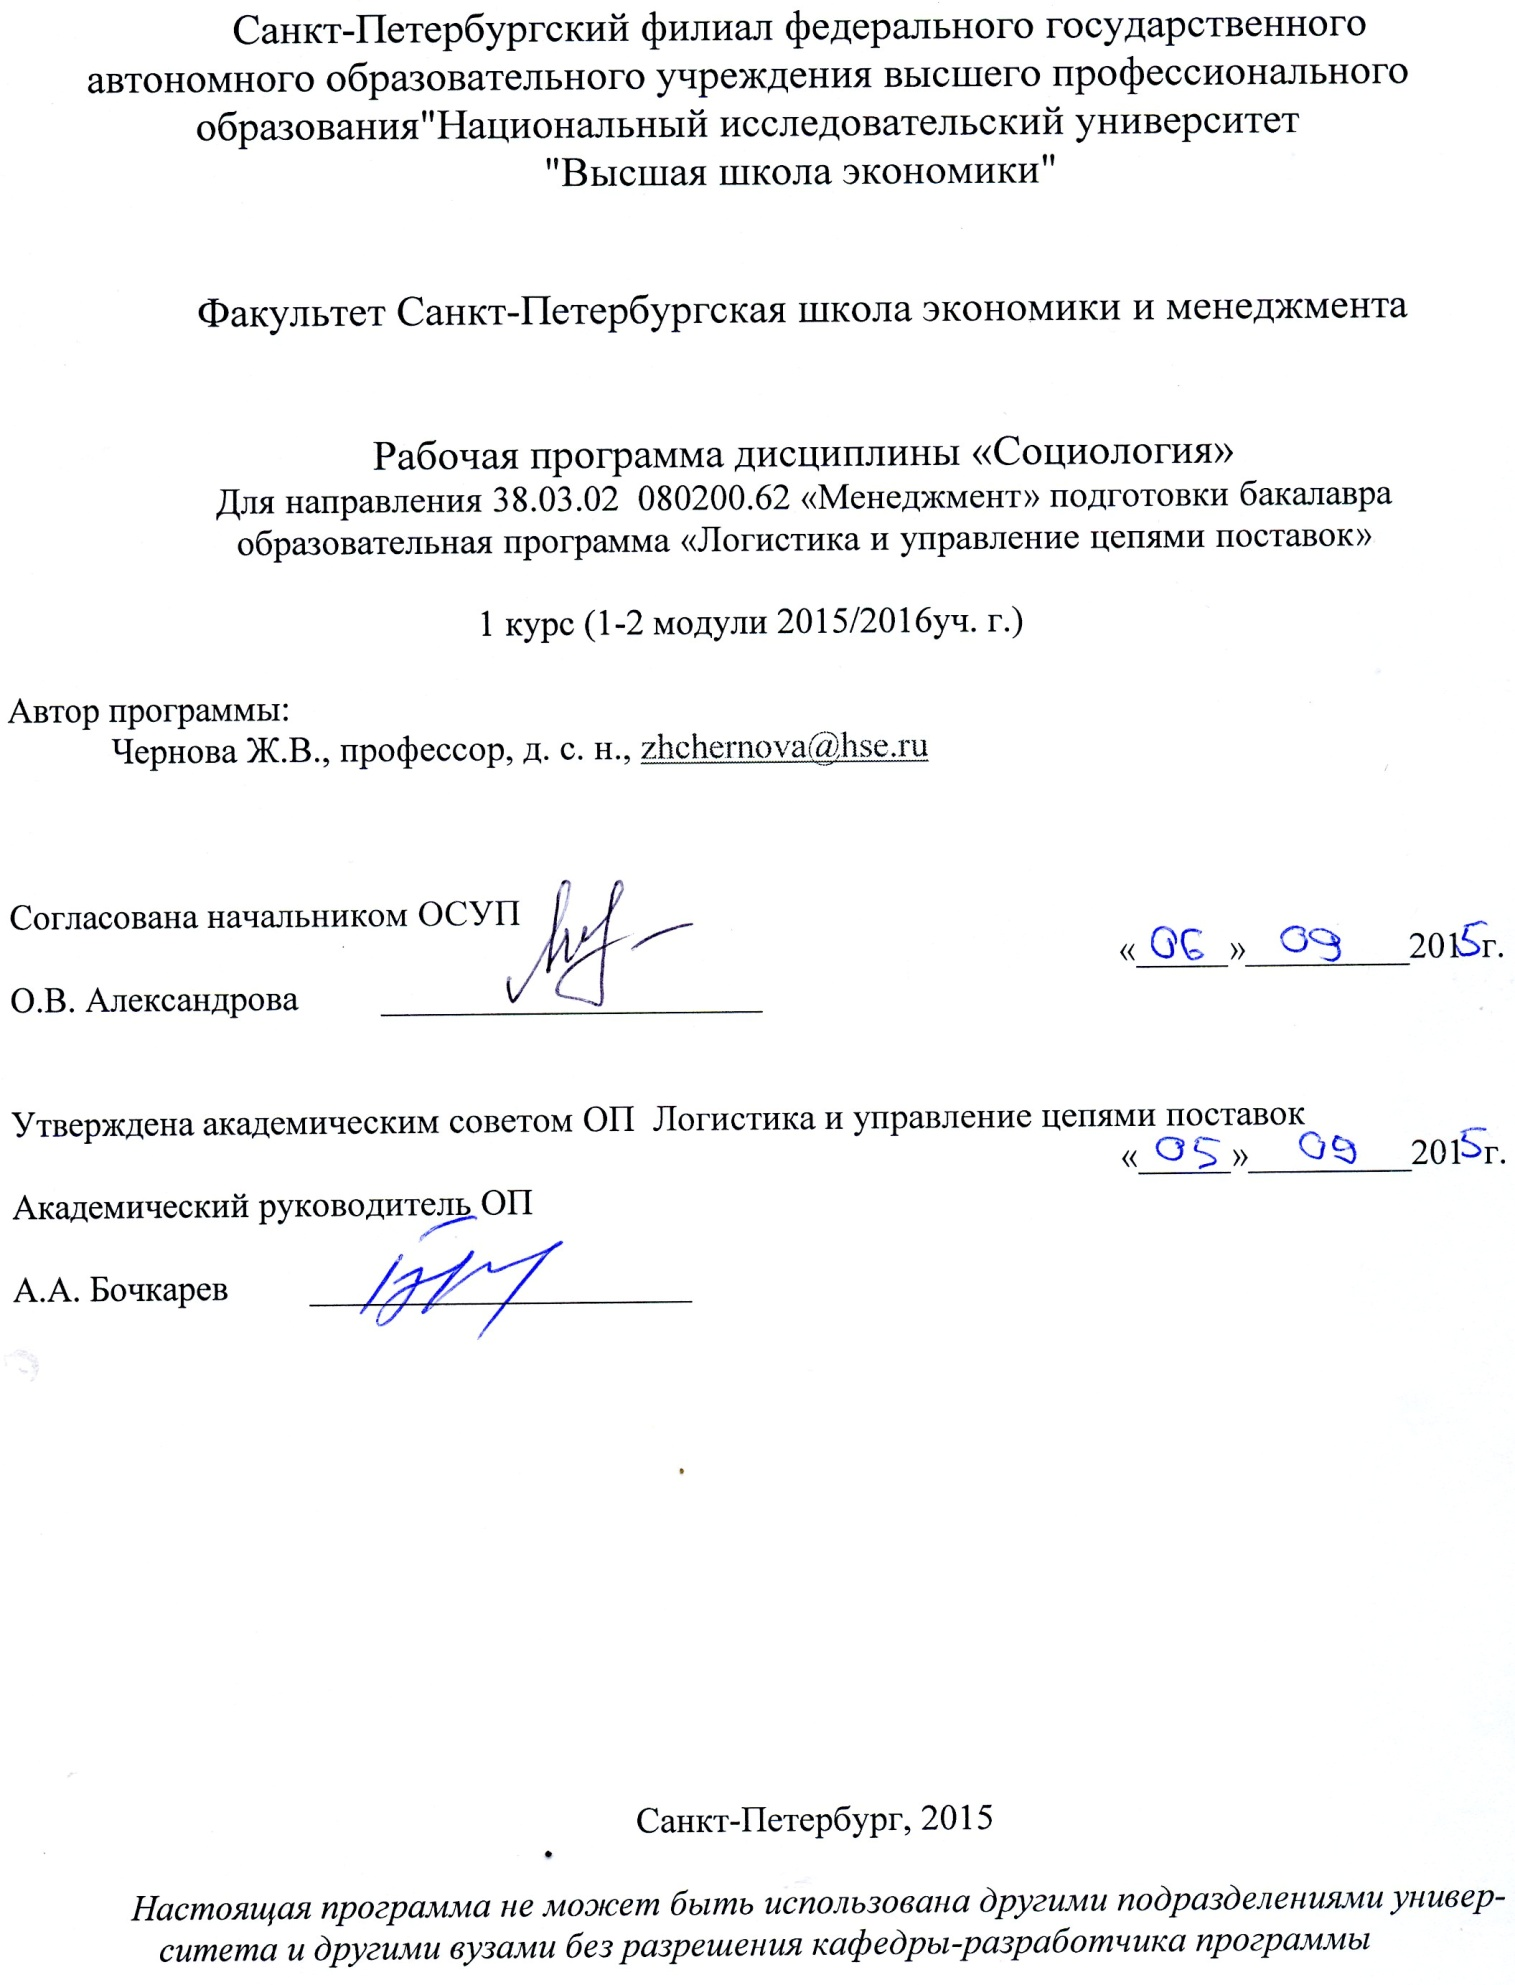 Санкт-Петербургский филиал федерального государственного
автономного образовательного учреждения высшего профессионального
образования"Национальный исследовательский университет
"Высшая школа экономики"
Факультет Санкт-Петербургская школа экономики и менеджмента
Рабочая программа дисциплины «Социология»
Для направления 38.03.02 080200.62 «Менеджмент» подготовки бакалавра
образовательная программа «Логистика и управление цепями поставок»
1 курс (1-2 модули 2015/2016уч. г.)
Автор программы:
Чернова Ж.В., профессор, д. с. н., zhchernova@hse.ru
Согласована начальником ОСУП
«06» 09 2015г.
О.В. Александрова
Утверждена академическим советом ОП Логистика и управление цепями поставок
«05» 09 2015г.
Академический руководитель ОП
А.А. Бочкарев
Санкт-Петербург, 2015
Настоящая программа не может быть использована другими подразделениями универ-
ситета и другими вузами без разрешения кафедры-разработчика программы